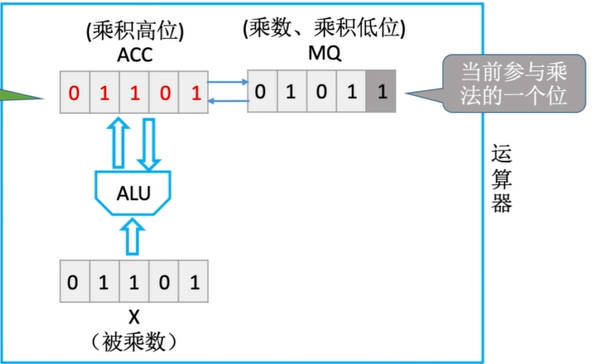 (乘积高位)
ACC
(乘数、乘积低位)
MQ
0 1 1 0 1
0 1 0 1 1
当前参与乘
法的一个位
运算器
ALU
0 1 1 0 1
X
（被乘数）